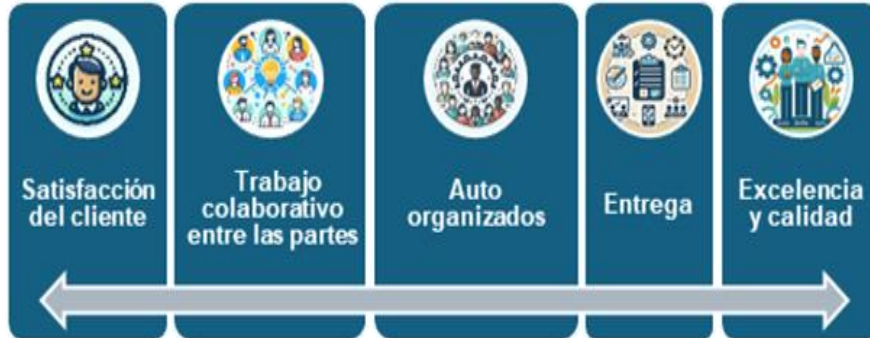 Satisfacción
del cliente
Trabajo
colaborativo
entre las partes
Auto
organizados
Entrega
Excelencia
y calidad